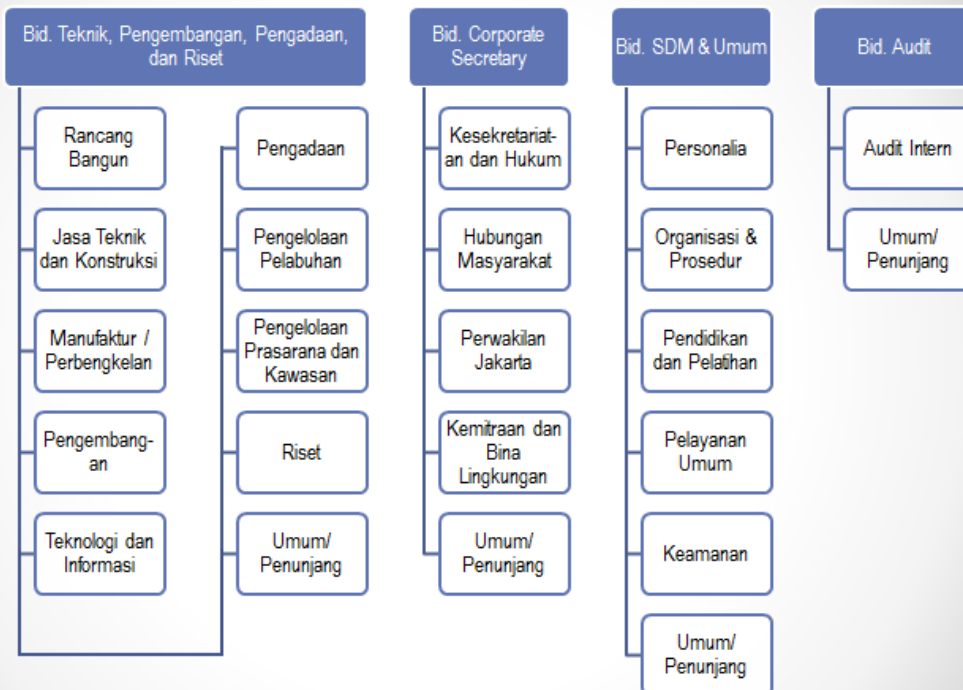 Bid. Teknik, Pengembangan, Pengadaan,
dan Riset
Rancang
Bangun
Jasa Teknik
dan Konstruksi
Manufaktur /
Perbengkelan
Pengembang-
an
Teknologi dan
Informasi
Pengadaan
Pengelolaan
Pelabuhan
Pengelolaan
Prasarana dan
Kawasan
Riset
Umum/
Penunjang
Bid. Corporate
Secretary
Kesekretariat-
an dan Hukum
Hubungan
Masyarakat
Perwakilan
Jakarta
Kemitraan dan
Bina
Lingkungan
Umum/
Penunjang
Bid. SDM & Umum
Personalia
Organisasi &
Prosedur
Pendidikan
dan Pelatihan
Pelayanan
Umum
Keamanan
Umum/
Penunjang
Bid. Audit
Audit Intern
Umum/
Penunjang